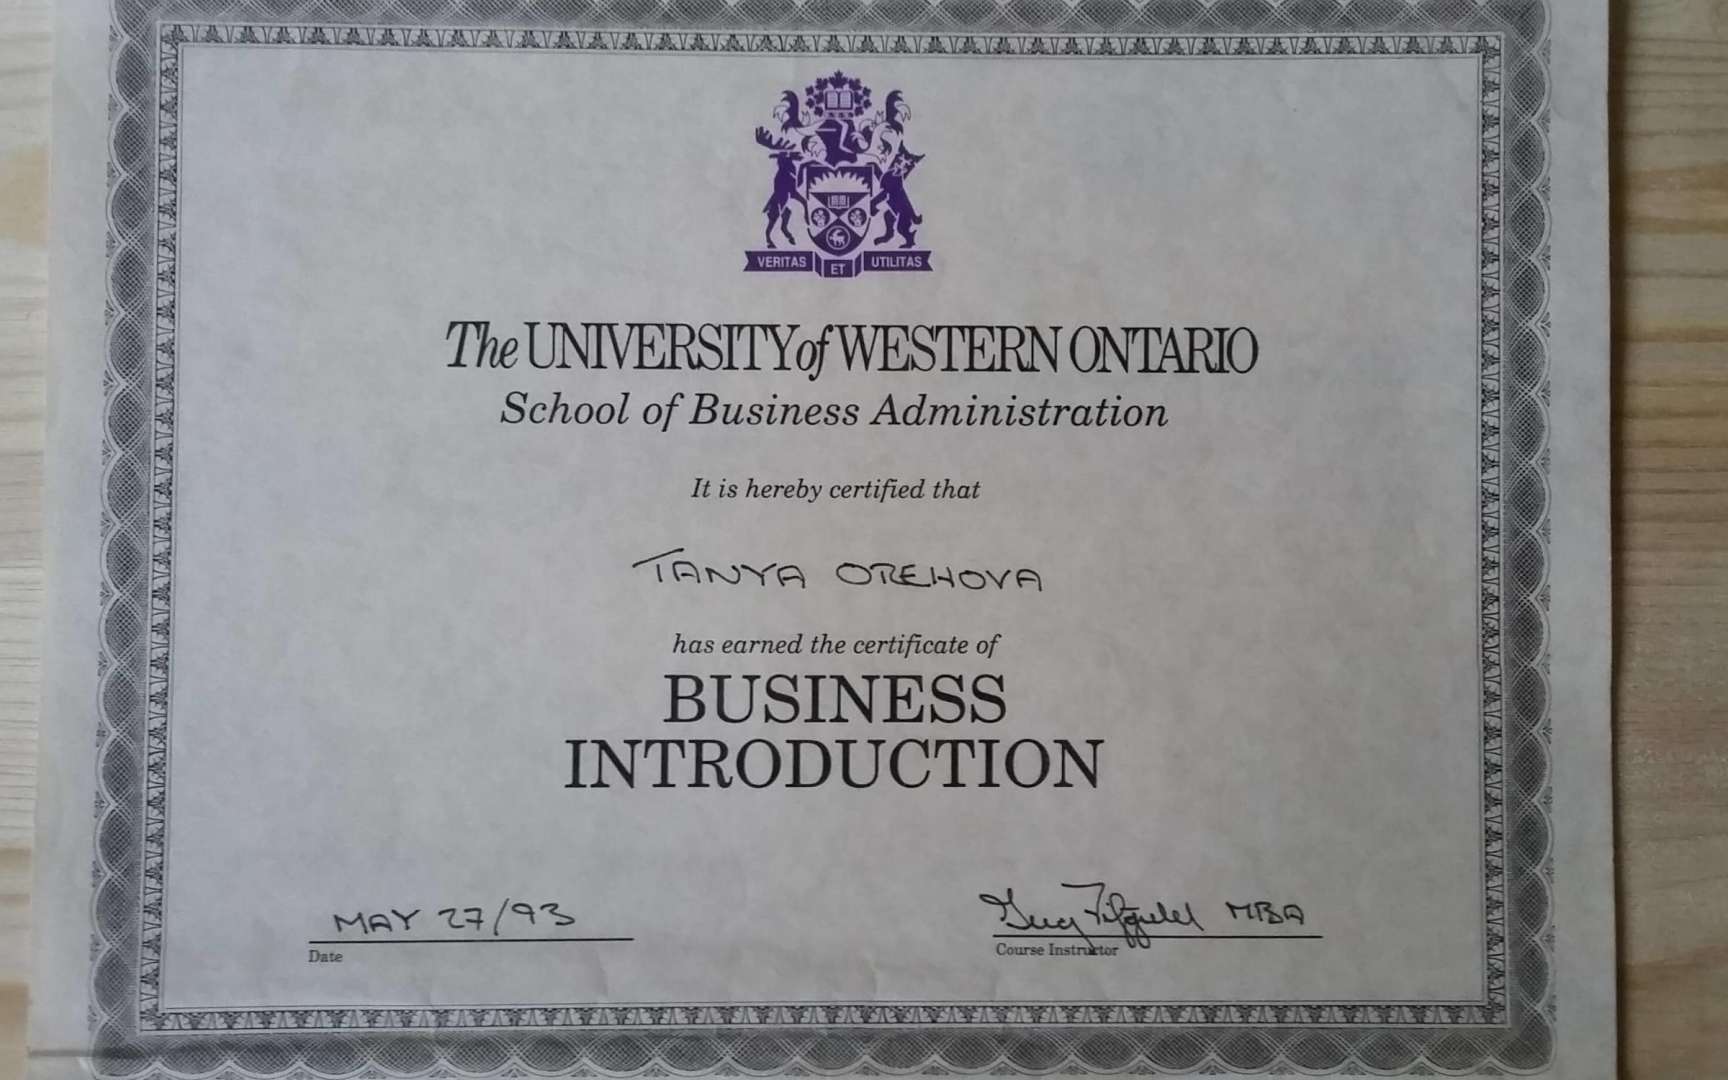 VERITAS ET UTILITAS
The UNIVERSITY of WESTERN ONTARIO
School of Business Administration
It is hereby certified that
TANYA OREHOVA
has earned the certificate of
BUSINESS
INTRODUCTION
MAY 27/93
MBA
Date
Course Instructor